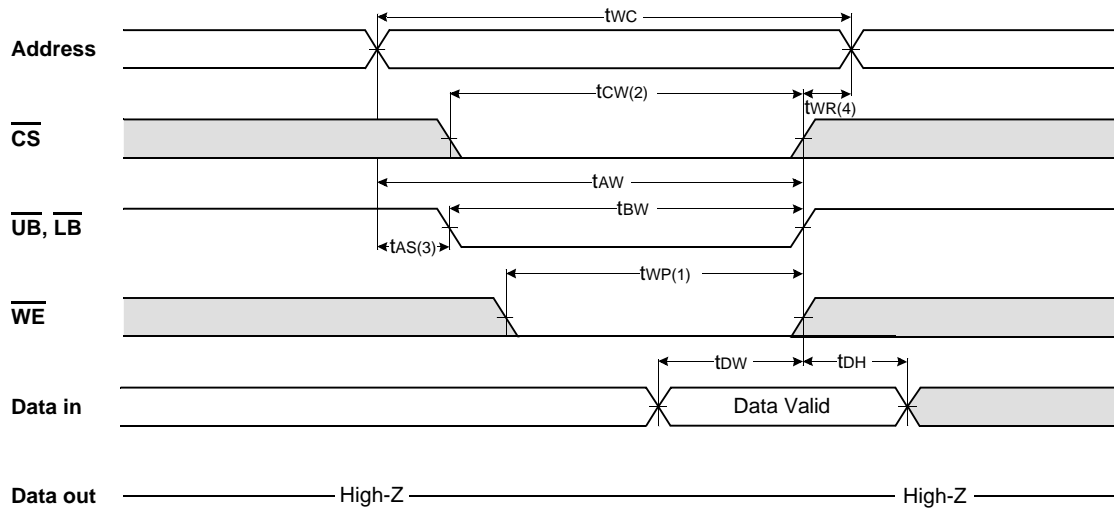 tWC
Address
tCW(2)
tWR(4)
CS
tAW
tBW
UB, LB
tAS(3)
tWP(1)
WE
tDW
tDH
Data in
Data Valid
Data out
High-Z
High-Z